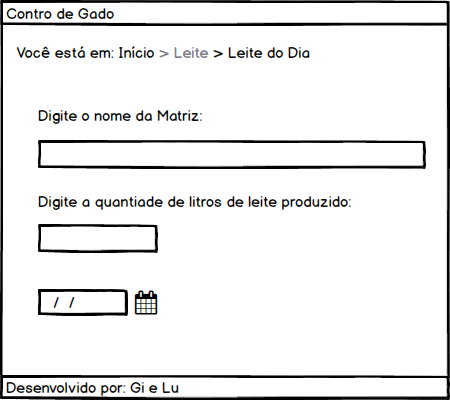 Contro de Gado
Você está em: Início > Leite > Leite do Dia
Digite o nome da Matriz:
Digite a quantiade de litros de leite produzido:
/ /
Desenvolvido por: Gi e Lu